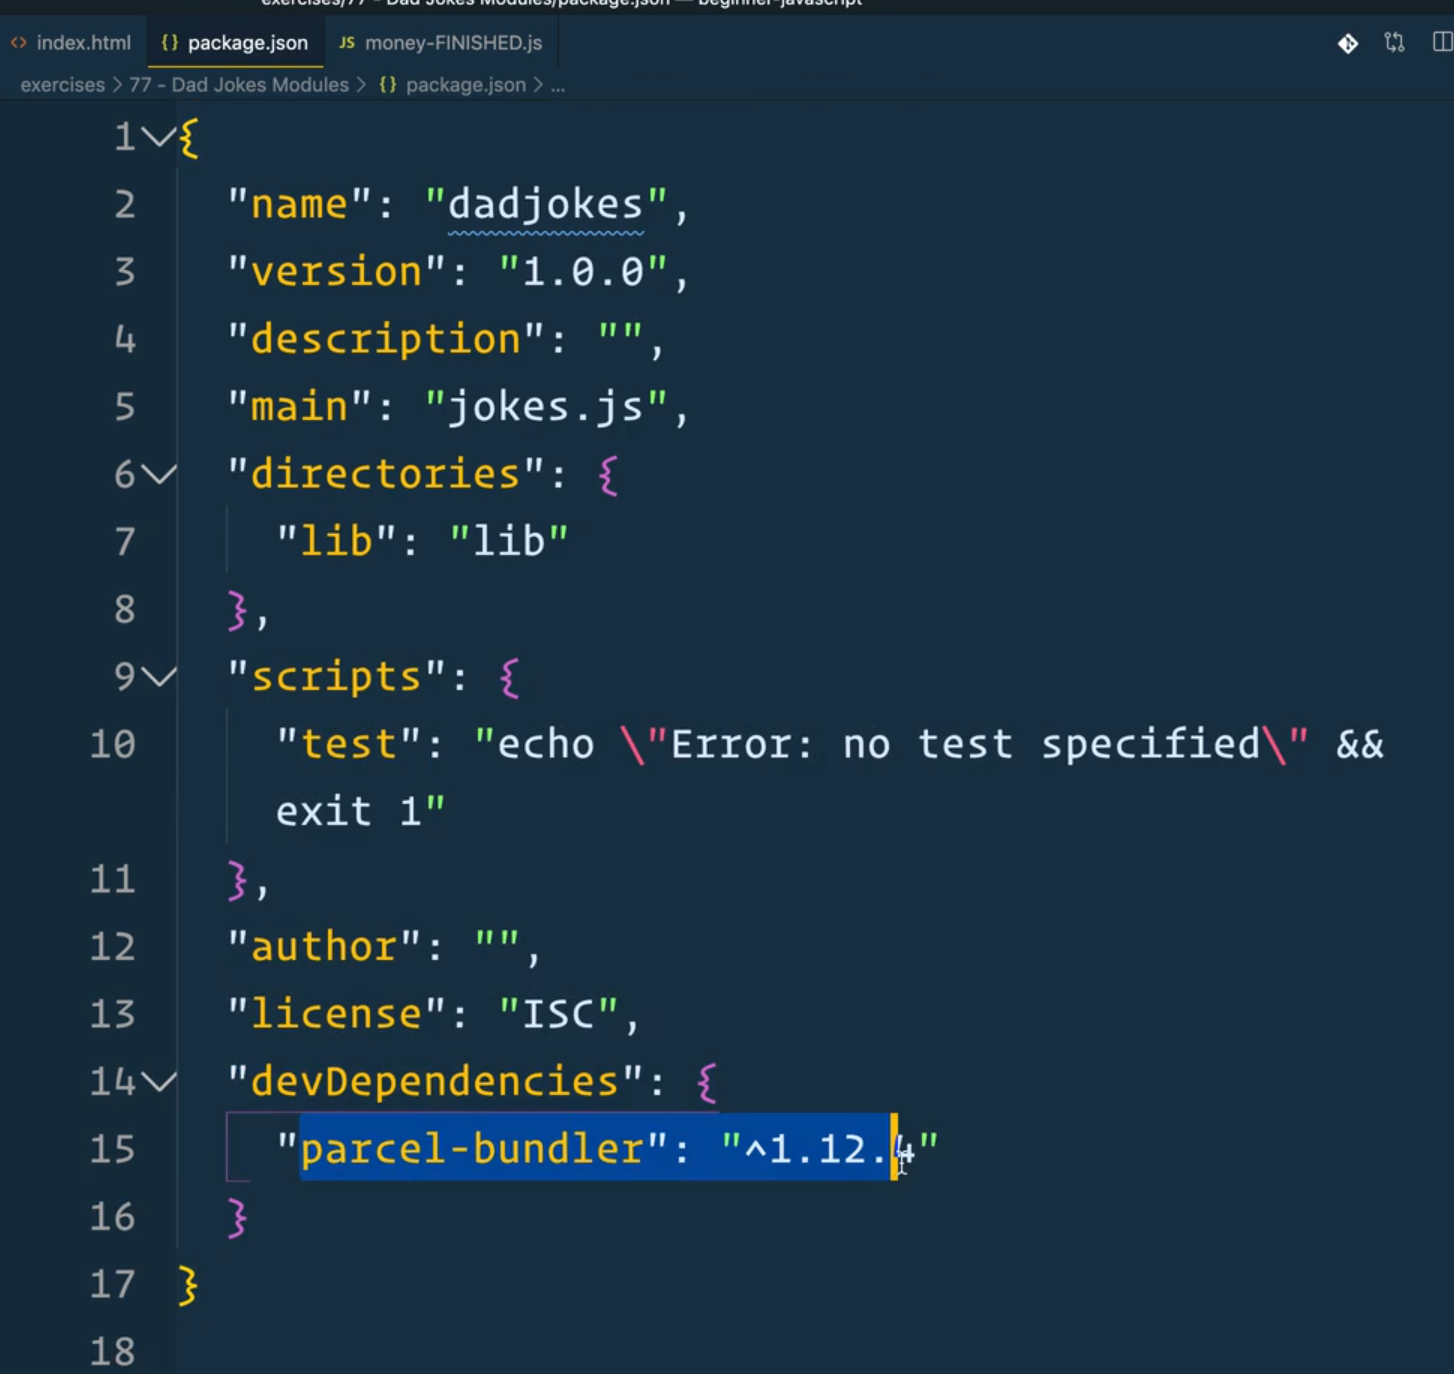 exercises/77 - Dad Jokes Modules/package.json — beginner-javascript
<> index.html {} package.json JS money-FINISHED.js
exercises > 77 - Dad Jokes Modules > {} package.json > ...
1 {
2 "name": "dadjokes",
3 "version": "1.0.0",
4 "description": "",
5 "main": "jokes.js",
6 "directories": {
7 "lib": "lib"
8 },
9 "scripts": {
10 "test": "echo \"Error: no test specified\" &&
exit 1"
11 },
12 "author": "",
13 "license": "ISC",
14 "devDependencies": {
15 "parcel-bundler": "^1.12.4"
16 }
17 }
18